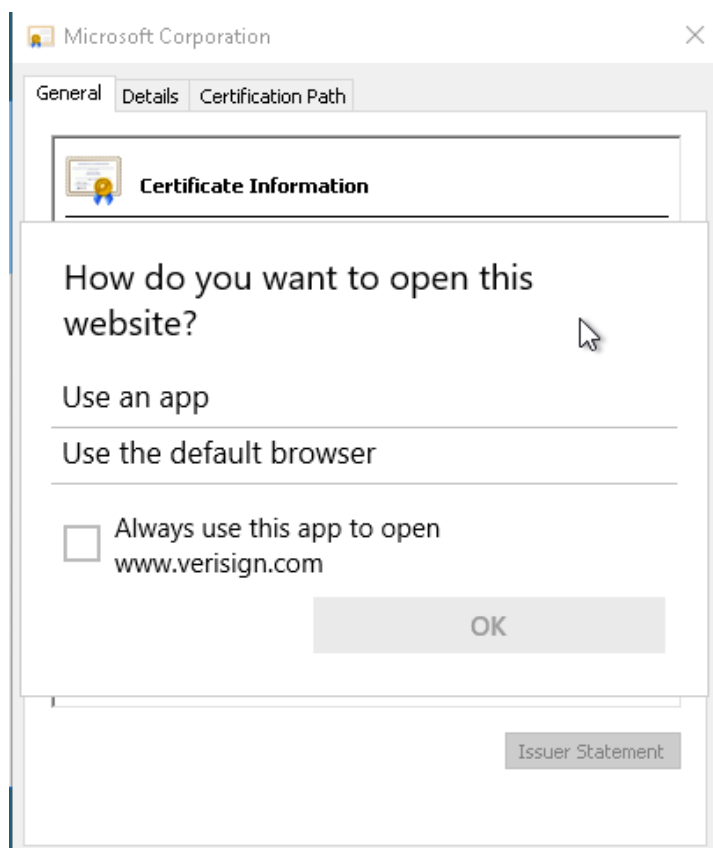 Microsoft Corporation
General Details Certification Path
Certificate Information
How do you want to open this
website?
Use an app
Use the default browser
Always use this app to open
www.verisign.com
OK
Issuer Statement